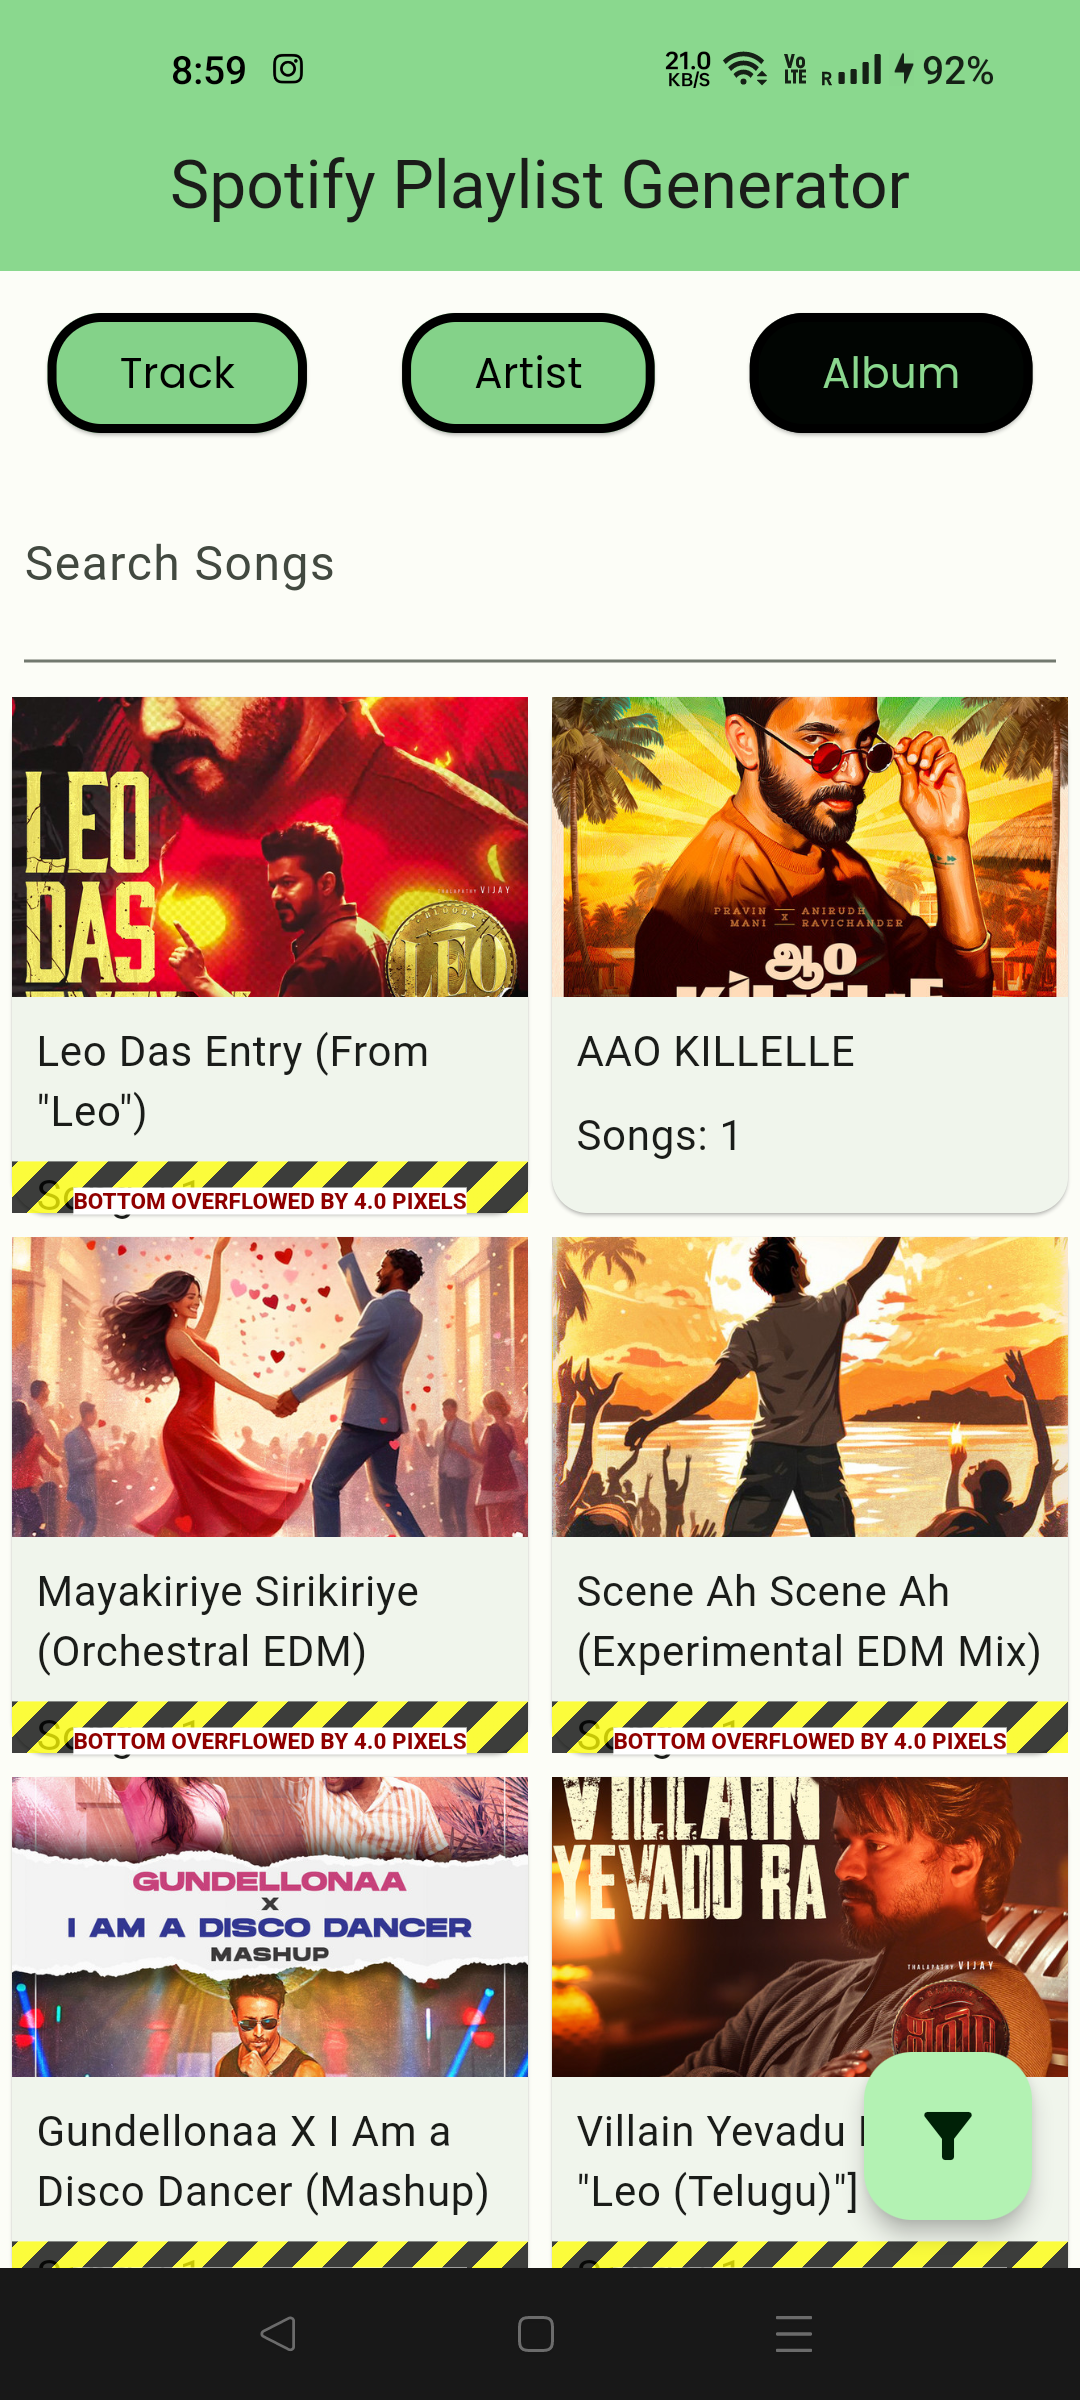 8:59
21.0
KB/S
Vo
LTE
R
92%
Spotify Playlist Generator
Track
Artist
Album
Search Songs
LEO
DAS
THALAPATHY VIJAY
LEO
PRAVIN MANI X ANIRUDH RAVICHANDER
ஆம்
Leo Das Entry (From
"Leo")
BOTTOM OVERFLOWED BY 4.0 PIXELS
AAO KILLELLE
Songs: 1
Mayakiriye Sirikiriye
(Orchestral EDM)
BOTTOM OVERFLOWED BY 4.0 PIXELS
Scene Ah Scene Ah
(Experimental EDM Mix)
BOTTOM OVERFLOWED BY 4.0 PIXELS
GUNDELLONAA
X
I AM A DISCO DANCER
MASHUP
VILLAIN
YEVADU RA
THALAPATHY VIJAY
Gundellonaa X I Am a
Disco Dancer (Mashup)
Villain Yevadu
"Leo (Telugu)"]